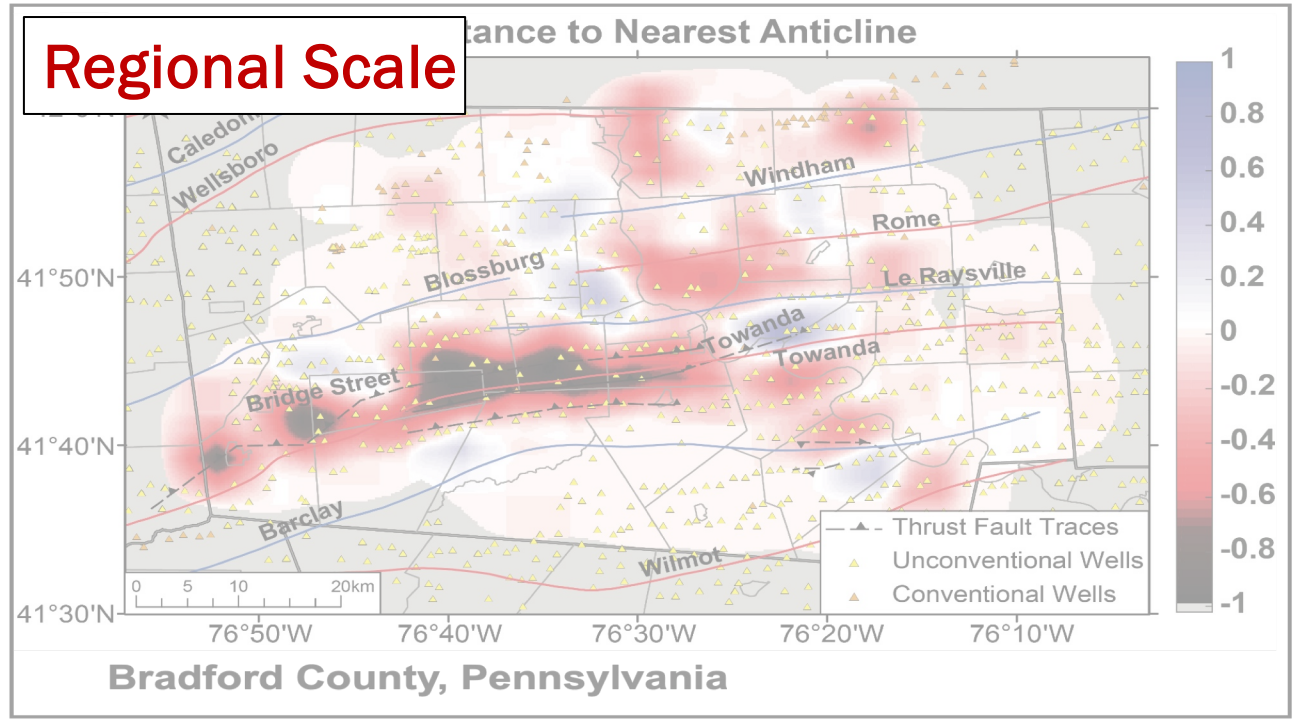 Regional Scale
tance to Nearest Anticline
Wellsboro
Windham
Rome
Blossburg
Le Raysville
Towanda
Towanda
Bridge Street
Barclay
Wilmot
41°50'N
41°40'N
41°30'N
0 5 10 20km
Thrust Fault Traces
Unconventional Wells
Conventional Wells
76°50'W 76°40'W 76°30'W 76°20'W 76°10'W
1
0.8
0.6
0.4
0.2
0
-0.2
-0.4
-0.6
-0.8
-1
Bradford County, Pennsylvania